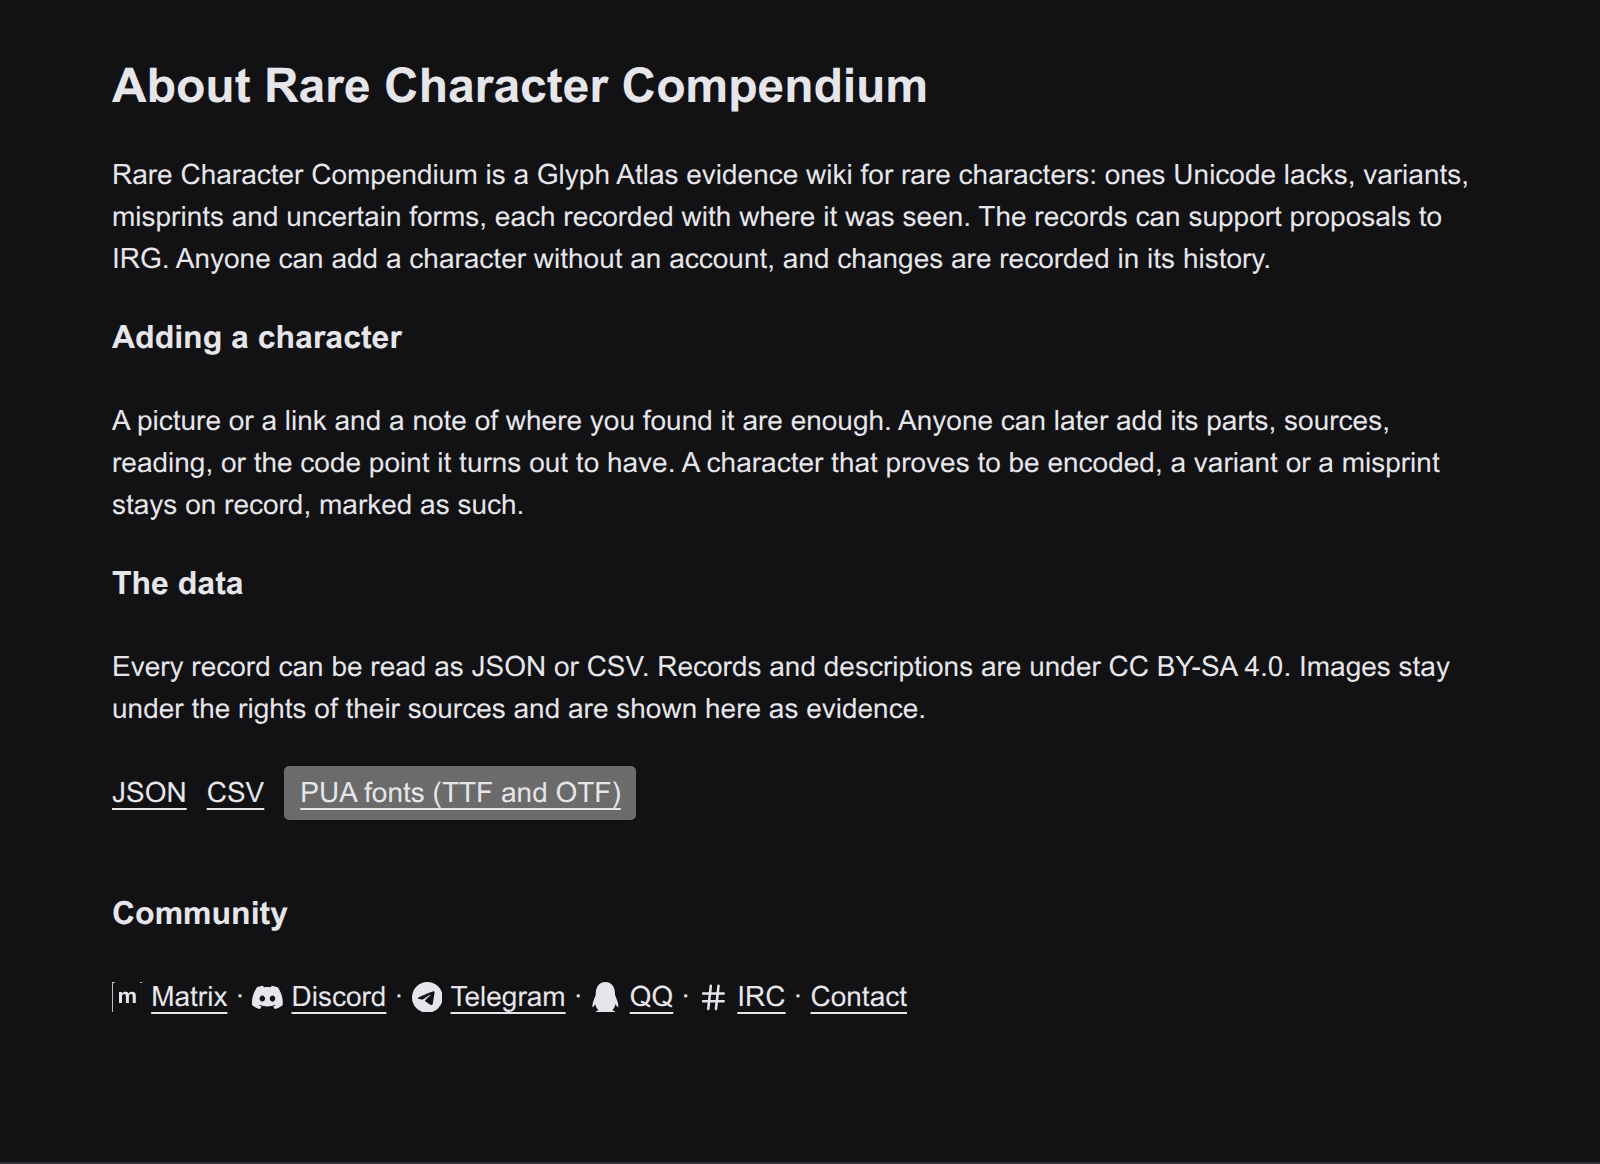 About Rare Character Compendium
Rare Character Compendium is a Glyph Atlas evidence wiki for rare characters: ones Unicode lacks, variants,
misprints and uncertain forms, each recorded with where it was seen. The records can support proposals to
IRG. Anyone can add a character without an account, and changes are recorded in its history.
Adding a character
A picture or a link and a note of where you found it are enough. Anyone can later add its parts, sources,
reading, or the code point it turns out to have. A character that proves to be encoded, a variant or a misprint
stays on record, marked as such.
The data
Every record can be read as JSON or CSV. Records and descriptions are under CC BY-SA 4.0. Images stay
under the rights of their sources and are shown here as evidence.
JSON CSV PUA fonts (TTF and OTF)
Community
[m] Matrix · Discord · Telegram · QQ · # IRC · Contact